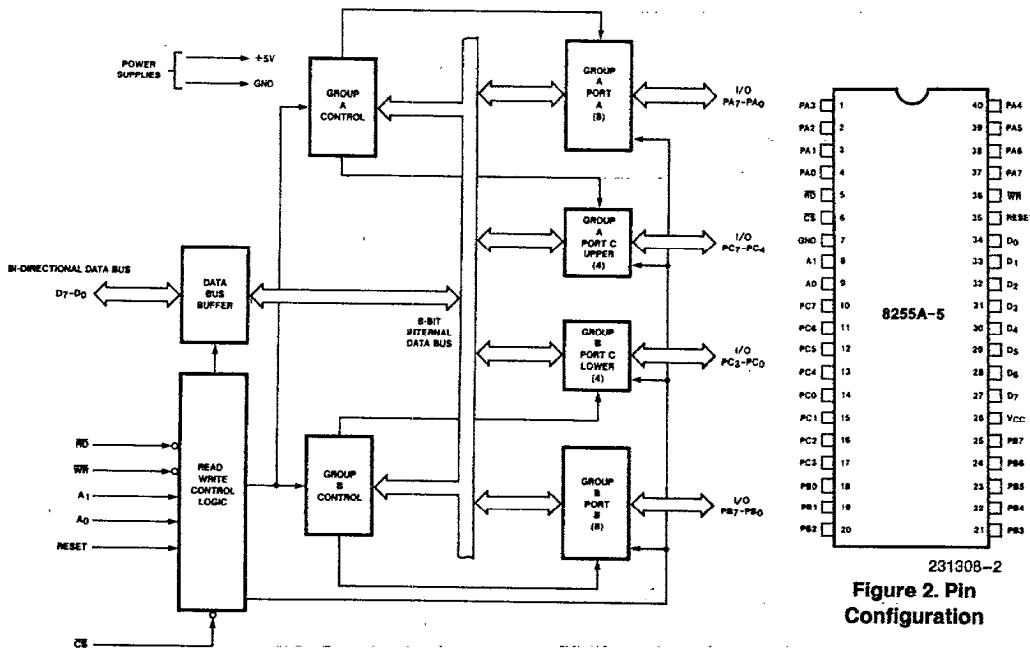 POWER
SUPPLIES
+5V
GND
GROUP
A
CONTROL
GROUP
A
PORT
A
(8)
I/O
PA7-PA0
GROUP
A
PORT C
UPPER
(4)
I/O
PC7-PC4
BI-DIRECTIONAL DATA BUS
D7-D0
DATA
BUS
BUFFER
8-BIT
INTERNAL
DATA BUS
GROUP
B
PORT C
LOWER
(4)
I/O
PC3-PC0
RD
WR
A1
A0
RESET
CS
READ
WRITE
CONTROL
LOGIC
GROUP
B
CONTROL
GROUP
B
PORT
B
(8)
I/O
PB7-PB0
PA3 1 40 PA4
PA2 2 39 PA5
PA1 3 38 PA6
PA0 4 37 PA7
RD 5 36 WR
CS 6 35 RESET
GND 7 34 D0
A1 8 33 D1
A0 9 32 D2
PC7 10 31 D3
PC6 11 30 D4
PC5 12 29 D5
PC4 13 28 D6
PC0 14 27 D7
PC1 15 26 VCC
PC2 16 25 PB7
PC3 17 24 PB6
PB0 18 23 PB5
PB1 19 22 PB4
PB2 20 21 PB3
8255A-5
231308-2
Figure 2. Pin
Configuration